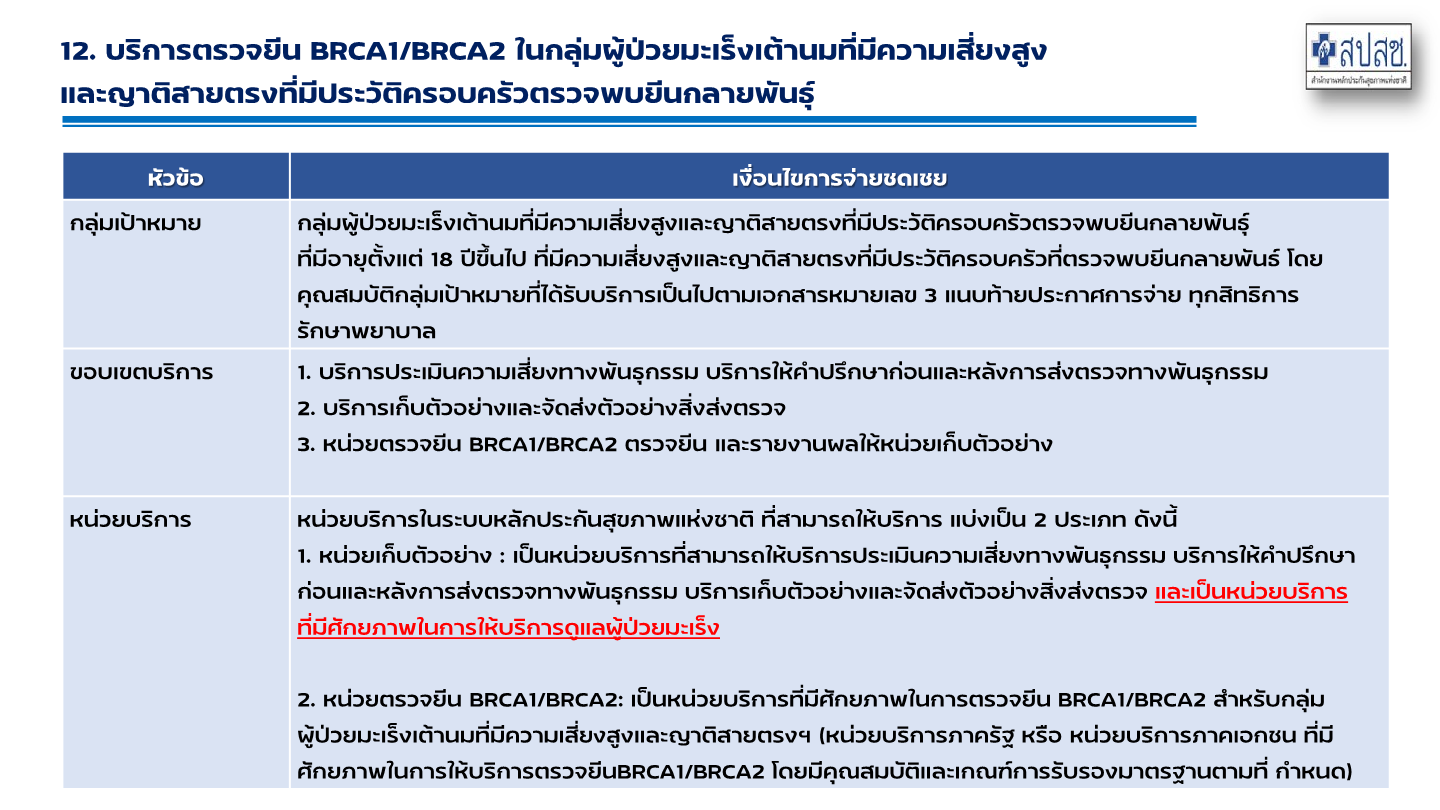 12. บริการตรวจยีน BRCA1/BRCA2 ในกลุ่มผู้ป่วยมะเร็งเต้านมที่มีความเสี่ยงสูง
และญาติสายตรงที่มีประวัติครอบครัวตรวจพบยีนกลายพันธุ์
สปสช.
สำนักงานหลักประกันสุขภาพแห่งชาติ
หัวข้อ
เงื่อนไขการจ่ายชดเชย
กลุ่มเป้าหมาย
กลุ่มผู้ป่วยมะเร็งเต้านมที่มีความเสี่ยงสูงและญาติสายตรงที่มีประวัติครอบครัวตรวจพบยีนกลายพันธุ์
ที่มีอายุตั้งแต่ 18 ปีขึ้นไป ที่มีความเสี่ยงสูงและญาติสายตรงที่มีประวัติครอบครัวที่ตรวจพบยีนกลายพันธ์ โดย
คุณสมบัติกลุ่มเป้าหมายที่ได้รับบริการเป็นไปตามเอกสารหมายเลข 3 แนบท้ายประกาศการจ่าย ทุกสิทธิการ
รักษาพยาบาล
ขอบเขตบริการ
1. บริการประเมินความเสี่ยงทางพันธุกรรม บริการให้คำปรึกษาก่อนและหลังการส่งตรวจทางพันธุกรรม
2. บริการเก็บตัวอย่างและจัดส่งตัวอย่างสิ่งส่งตรวจ
3. หน่วยตรวจยีน BRCA1/BRCA2 ตรวจยีน และรายงานผลให้หน่วยเก็บตัวอย่าง
หน่วยบริการ
หน่วยบริการในระบบหลักประกันสุขภาพแห่งชาติ ที่สามารถให้บริการ แบ่งเป็น 2 ประเภท ดังนี้
1. หน่วยเก็บตัวอย่าง : เป็นหน่วยบริการที่สามารถให้บริการประเมินความเสี่ยงทางพันธุกรรม บริการให้คำปรึกษา
ก่อนและหลังการส่งตรวจทางพันธุกรรม บริการเก็บตัวอย่างและจัดส่งตัวอย่างสิ่งส่งตรวจ และเป็นหน่วยบริการ
ที่มีศักยภาพในการให้บริการดูแลผู้ป่วยมะเร็ง
2. หน่วยตรวจยีน BRCA1/BRCA2: เป็นหน่วยบริการที่มีศักยภาพในการตรวจยีน BRCA1/BRCA2 สำหรับกลุ่ม
ผู้ป่วยมะเร็งเต้านมที่มีความเสี่ยงสูงและญาติสายตรงฯ (หน่วยบริการภาครัฐ หรือ หน่วยบริการภาคเอกชน ที่มี
ศักยภาพในการให้บริการตรวจยีนBRCA1/BRCA2 โดยมีคุณสมบัติและเกณฑ์การรับรองมาตรฐานตามที่ กำหนด)